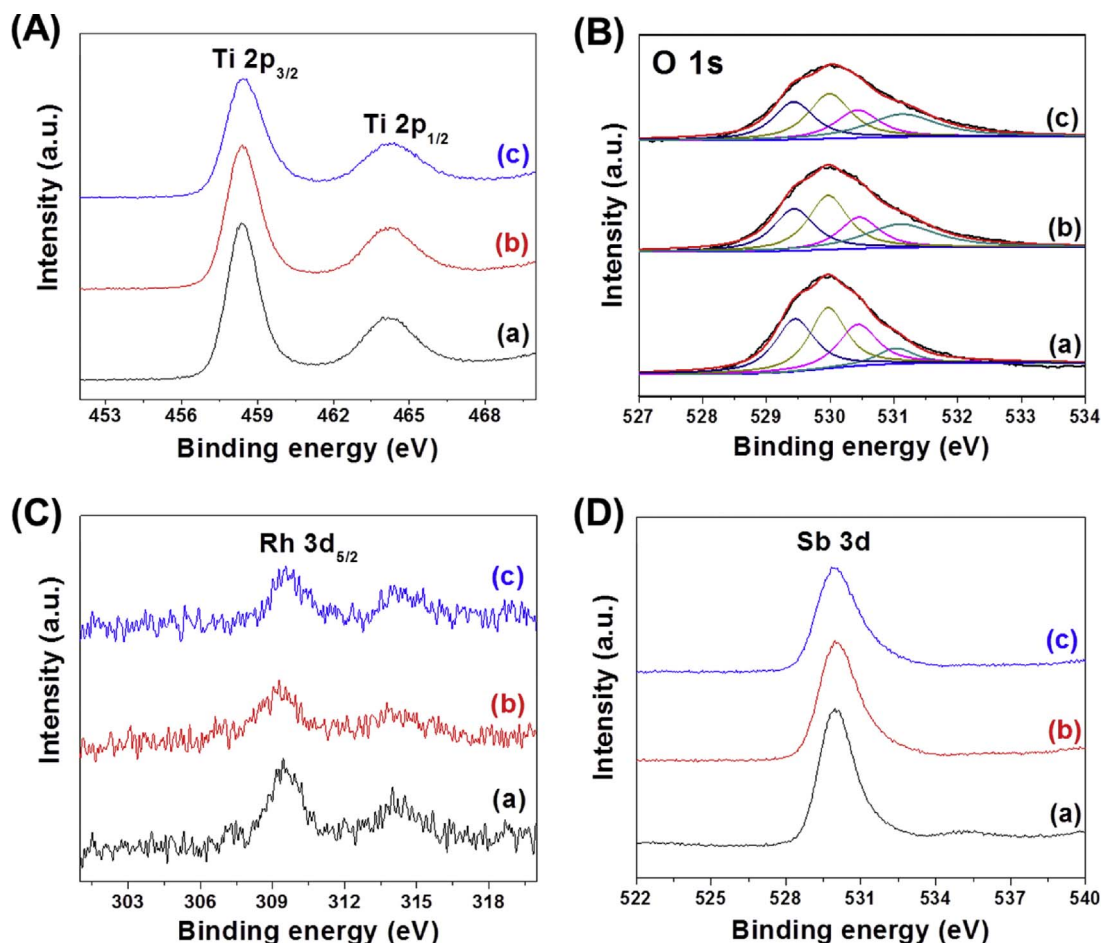 (A)
Ti 2p3/2
Ti 2p1/2
(c)
(b)
(a)
Intensity (a.u.)
453 456 459 462 465 468
Binding energy (eV)
(B)
O 1s
(c)
(b)
(a)
Intensity (a.u.)
527 528 529 530 531 532 533 534
Binding energy (eV)
(C)
Rh 3d5/2
(c)
(b)
(a)
Intensity (a.u.)
303 306 309 312 315 318
Binding energy (eV)
(D)
Sb 3d
(c)
(b)
(a)
Intensity (a.u.)
522 525 528 531 534 537 540
Binding energy (eV)